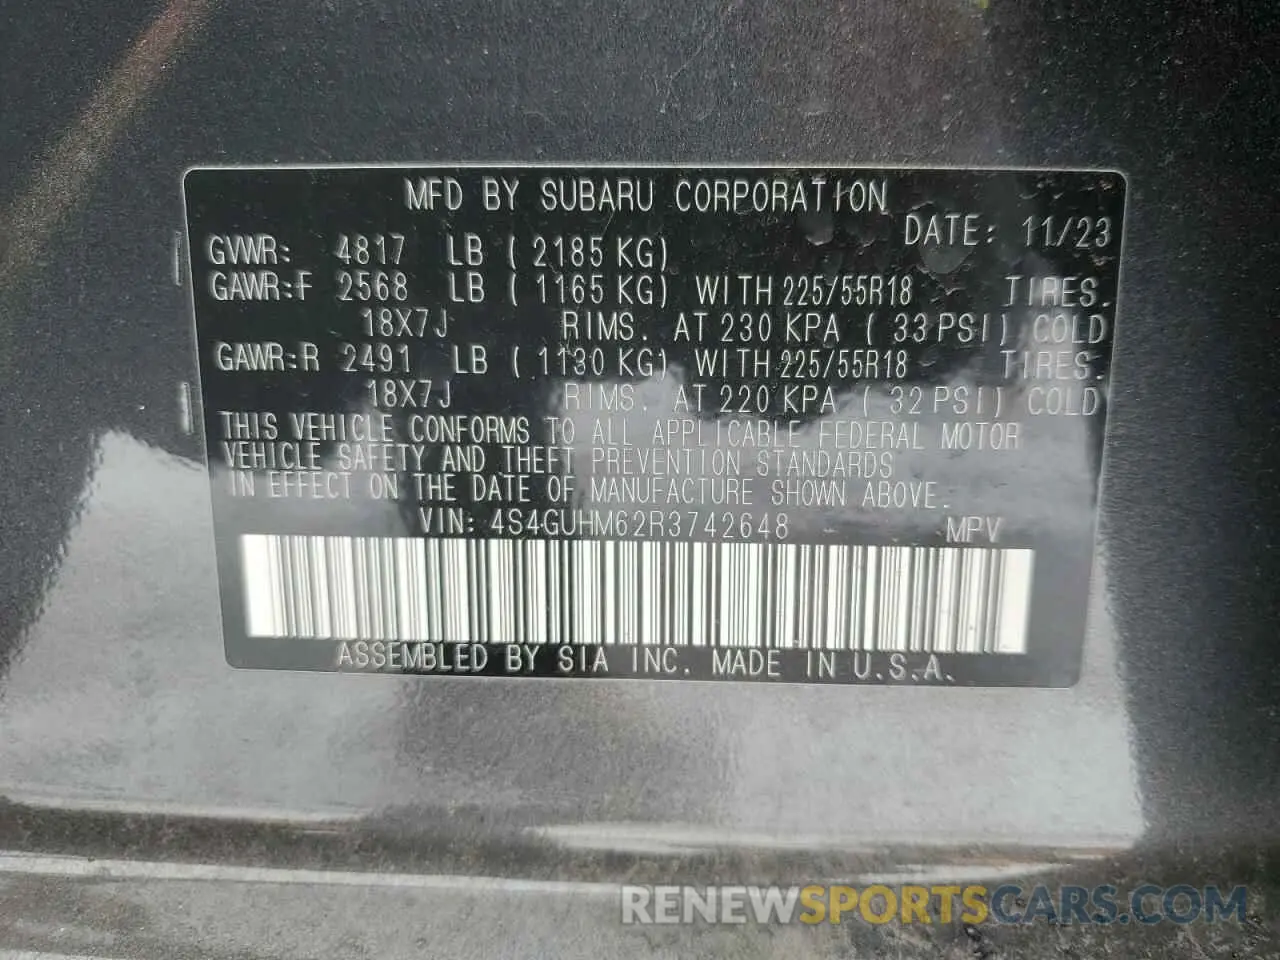 MFD BY SUBARU CORPORATION
DATE: 11/23
GVWR: 4817 LB ( 2185 KG)
GAWR:F 2568 LB ( 1165 KG) WITH 225/55R18 TIRES.
18X7J RIMS. AT 230 KPA ( 33 PSI) COLD
GAWR:R 2491 LB ( 1130 KG) WITH 225/55R18 TIRES.
18X7J RIMS. AT 220 KPA ( 32 PSI) COLD
THIS VEHICLE CONFORMS TO ALL APPLICABLE FEDERAL MOTOR
VEHICLE SAFETY AND THEFT PREVENTION STANDARDS
IN EFFECT ON THE DATE OF MANUFACTURE SHOWN ABOVE.
VIN: 4S4GUHM62R3742648 MPV
ASSEMBLED BY SIA INC. MADE IN U.S.A.
RENEWSPORTSCARS.COM